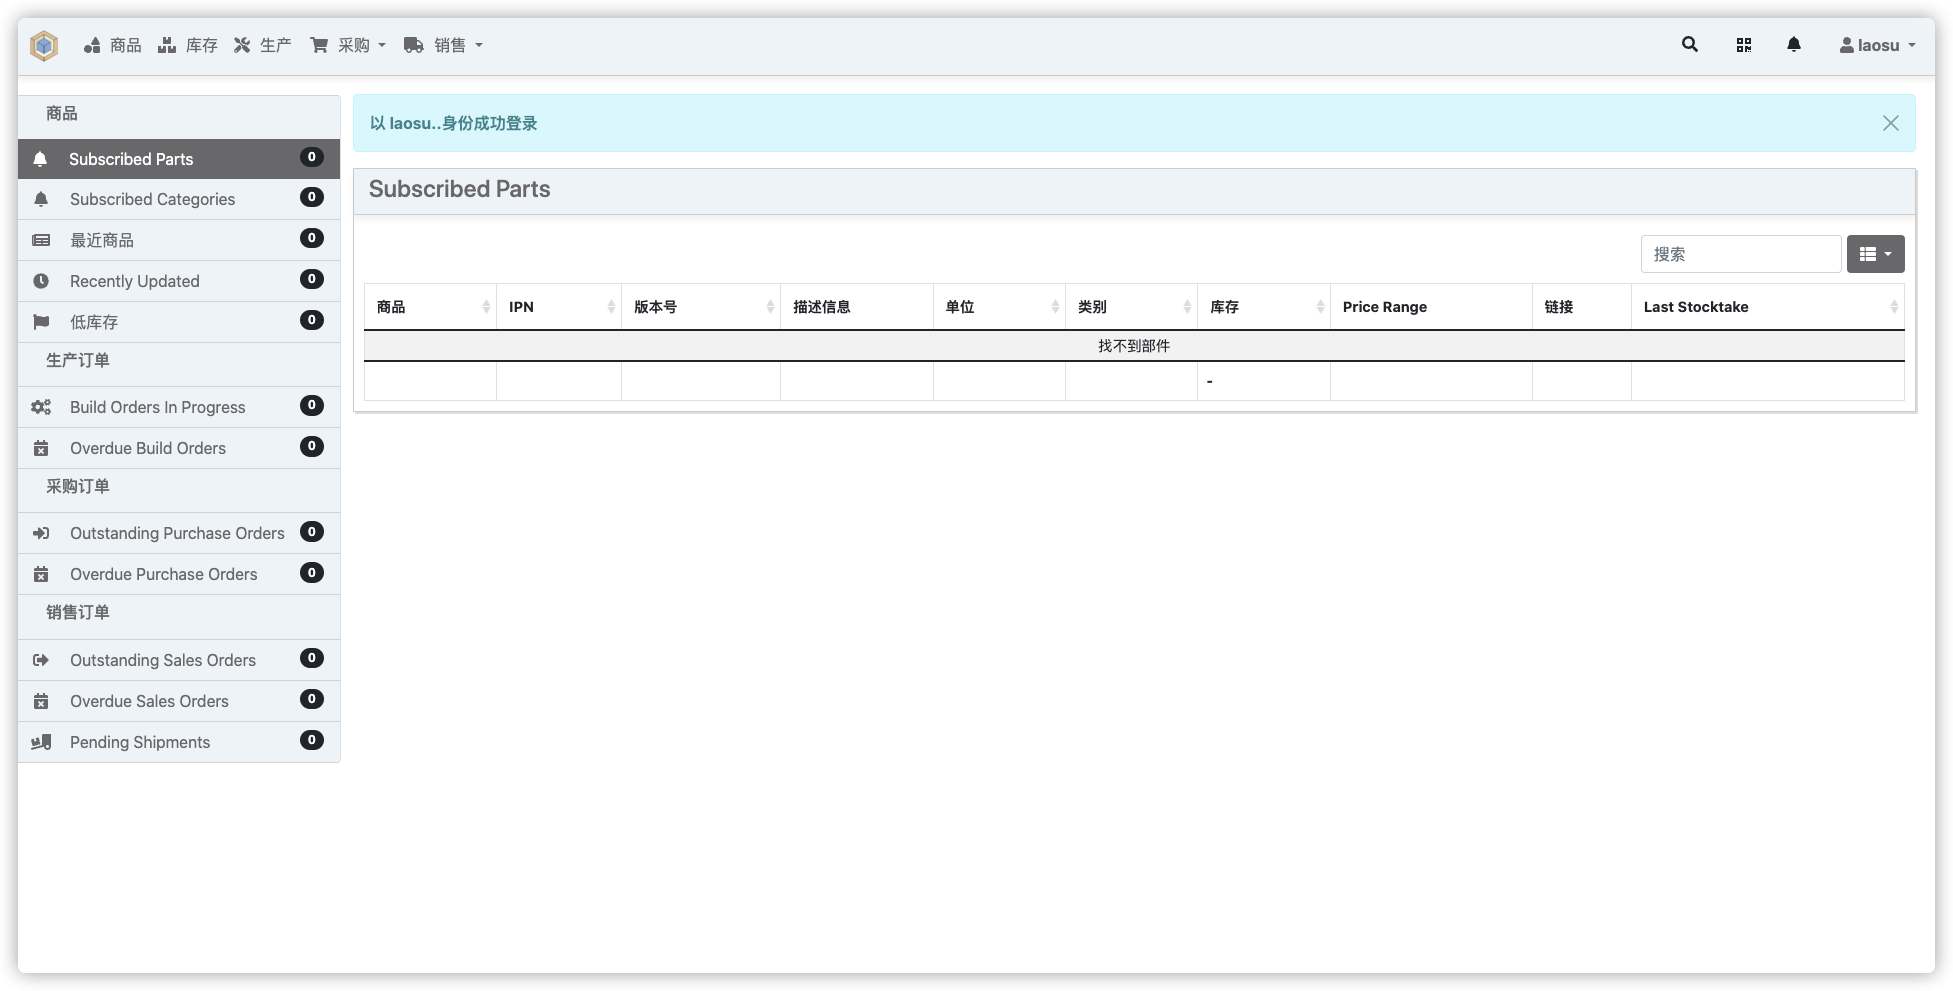 商品 库存 生产 采购 销售 laosu
商品
Subscribed Parts 0
Subscribed Categories 0
最近商品 0
Recently Updated 0
低库存 0
生产订单
Build Orders In Progress 0
Overdue Build Orders 0
采购订单
Outstanding Purchase Orders 0
Overdue Purchase Orders 0
销售订单
Outstanding Sales Orders 0
Overdue Sales Orders 0
Pending Shipments 0
以 laosu..身份成功登录
Subscribed Parts
搜索
商品 IPN 版本号 描述信息 单位 类别 库存 Price Range 链接 Last Stocktake
找不到部件
-